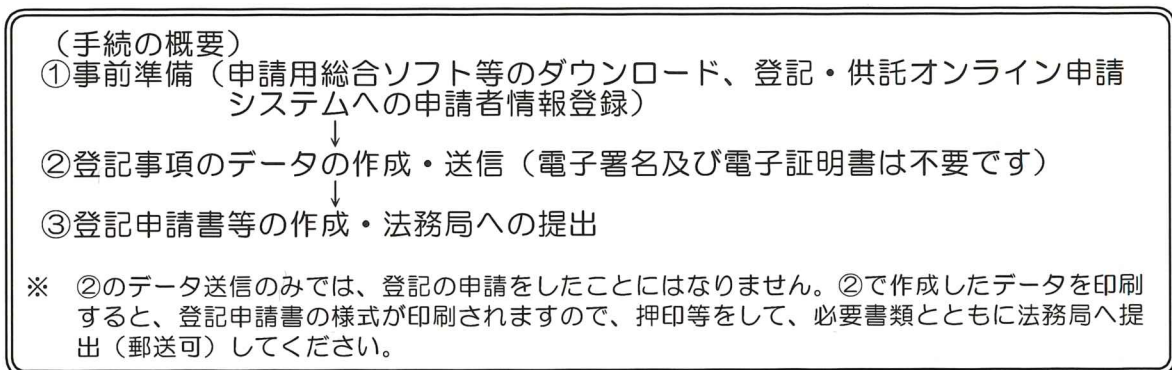 （手続の概要）
①事前準備（申請用総合ソフト等のダウンロード、登記・供託オンライン申請
システムへの申請者情報登録）
↓
②登記事項のデータの作成・送信（電子署名及び電子証明書は不要です）
↓
③登記申請書等の作成・法務局への提出
※　②のデータ送信のみでは、登記の申請をしたことにはなりません。②で作成したデータを印刷
すると、登記申請書の様式が印刷されますので、押印等をして、必要書類とともに法務局へ提
出（郵送可）してください。